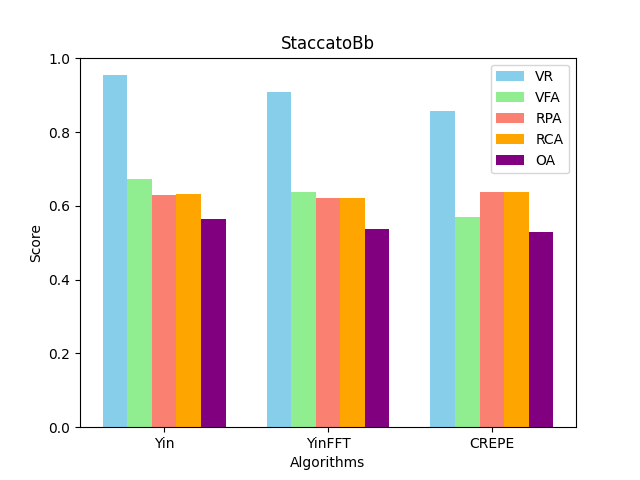 StaccatoBb
1.0
0.8
0.6
0.4
0.2
0.0
Score
VR
VFA
RPA
RCA
OA
Yin
YinFFT
CREPE
Algorithms